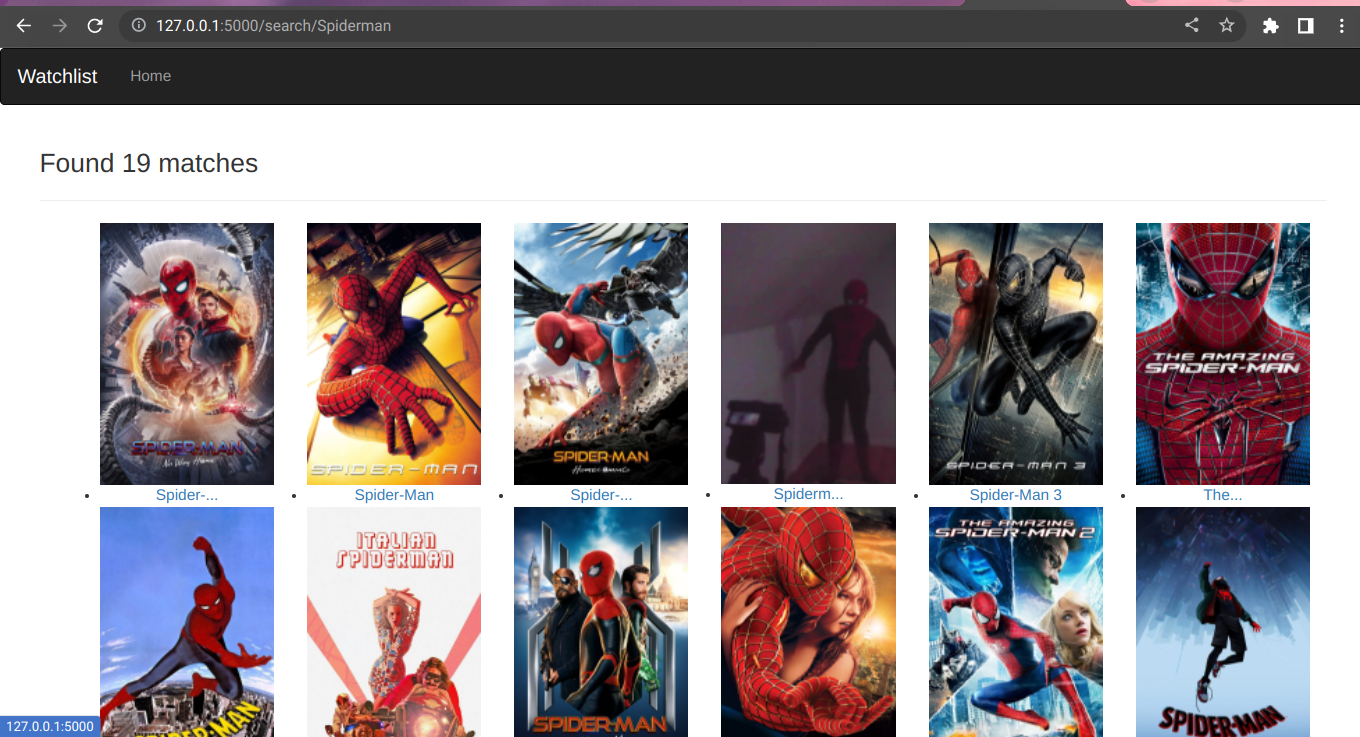 127.0.0.1:5000/search/Spiderman
Watchlist Home
Found 19 matches
SPIDER-MAN
No Way Home
SPIDER-MAN
SPIDER-MAN
HOMECOMING
SPIDER-MAN 3
THE AMAZING
SPIDER-MAN
Spider-...
Spider-Man
Spider-...
Spiderm...
Spider-Man 3
The...
SPIDER-MAN
ITALIAN
SPIDERMAN
SPIDER-MAN
THE AMAZING
SPIDER-MAN 2
SPIDER-MAN
127.0.0.1:5000